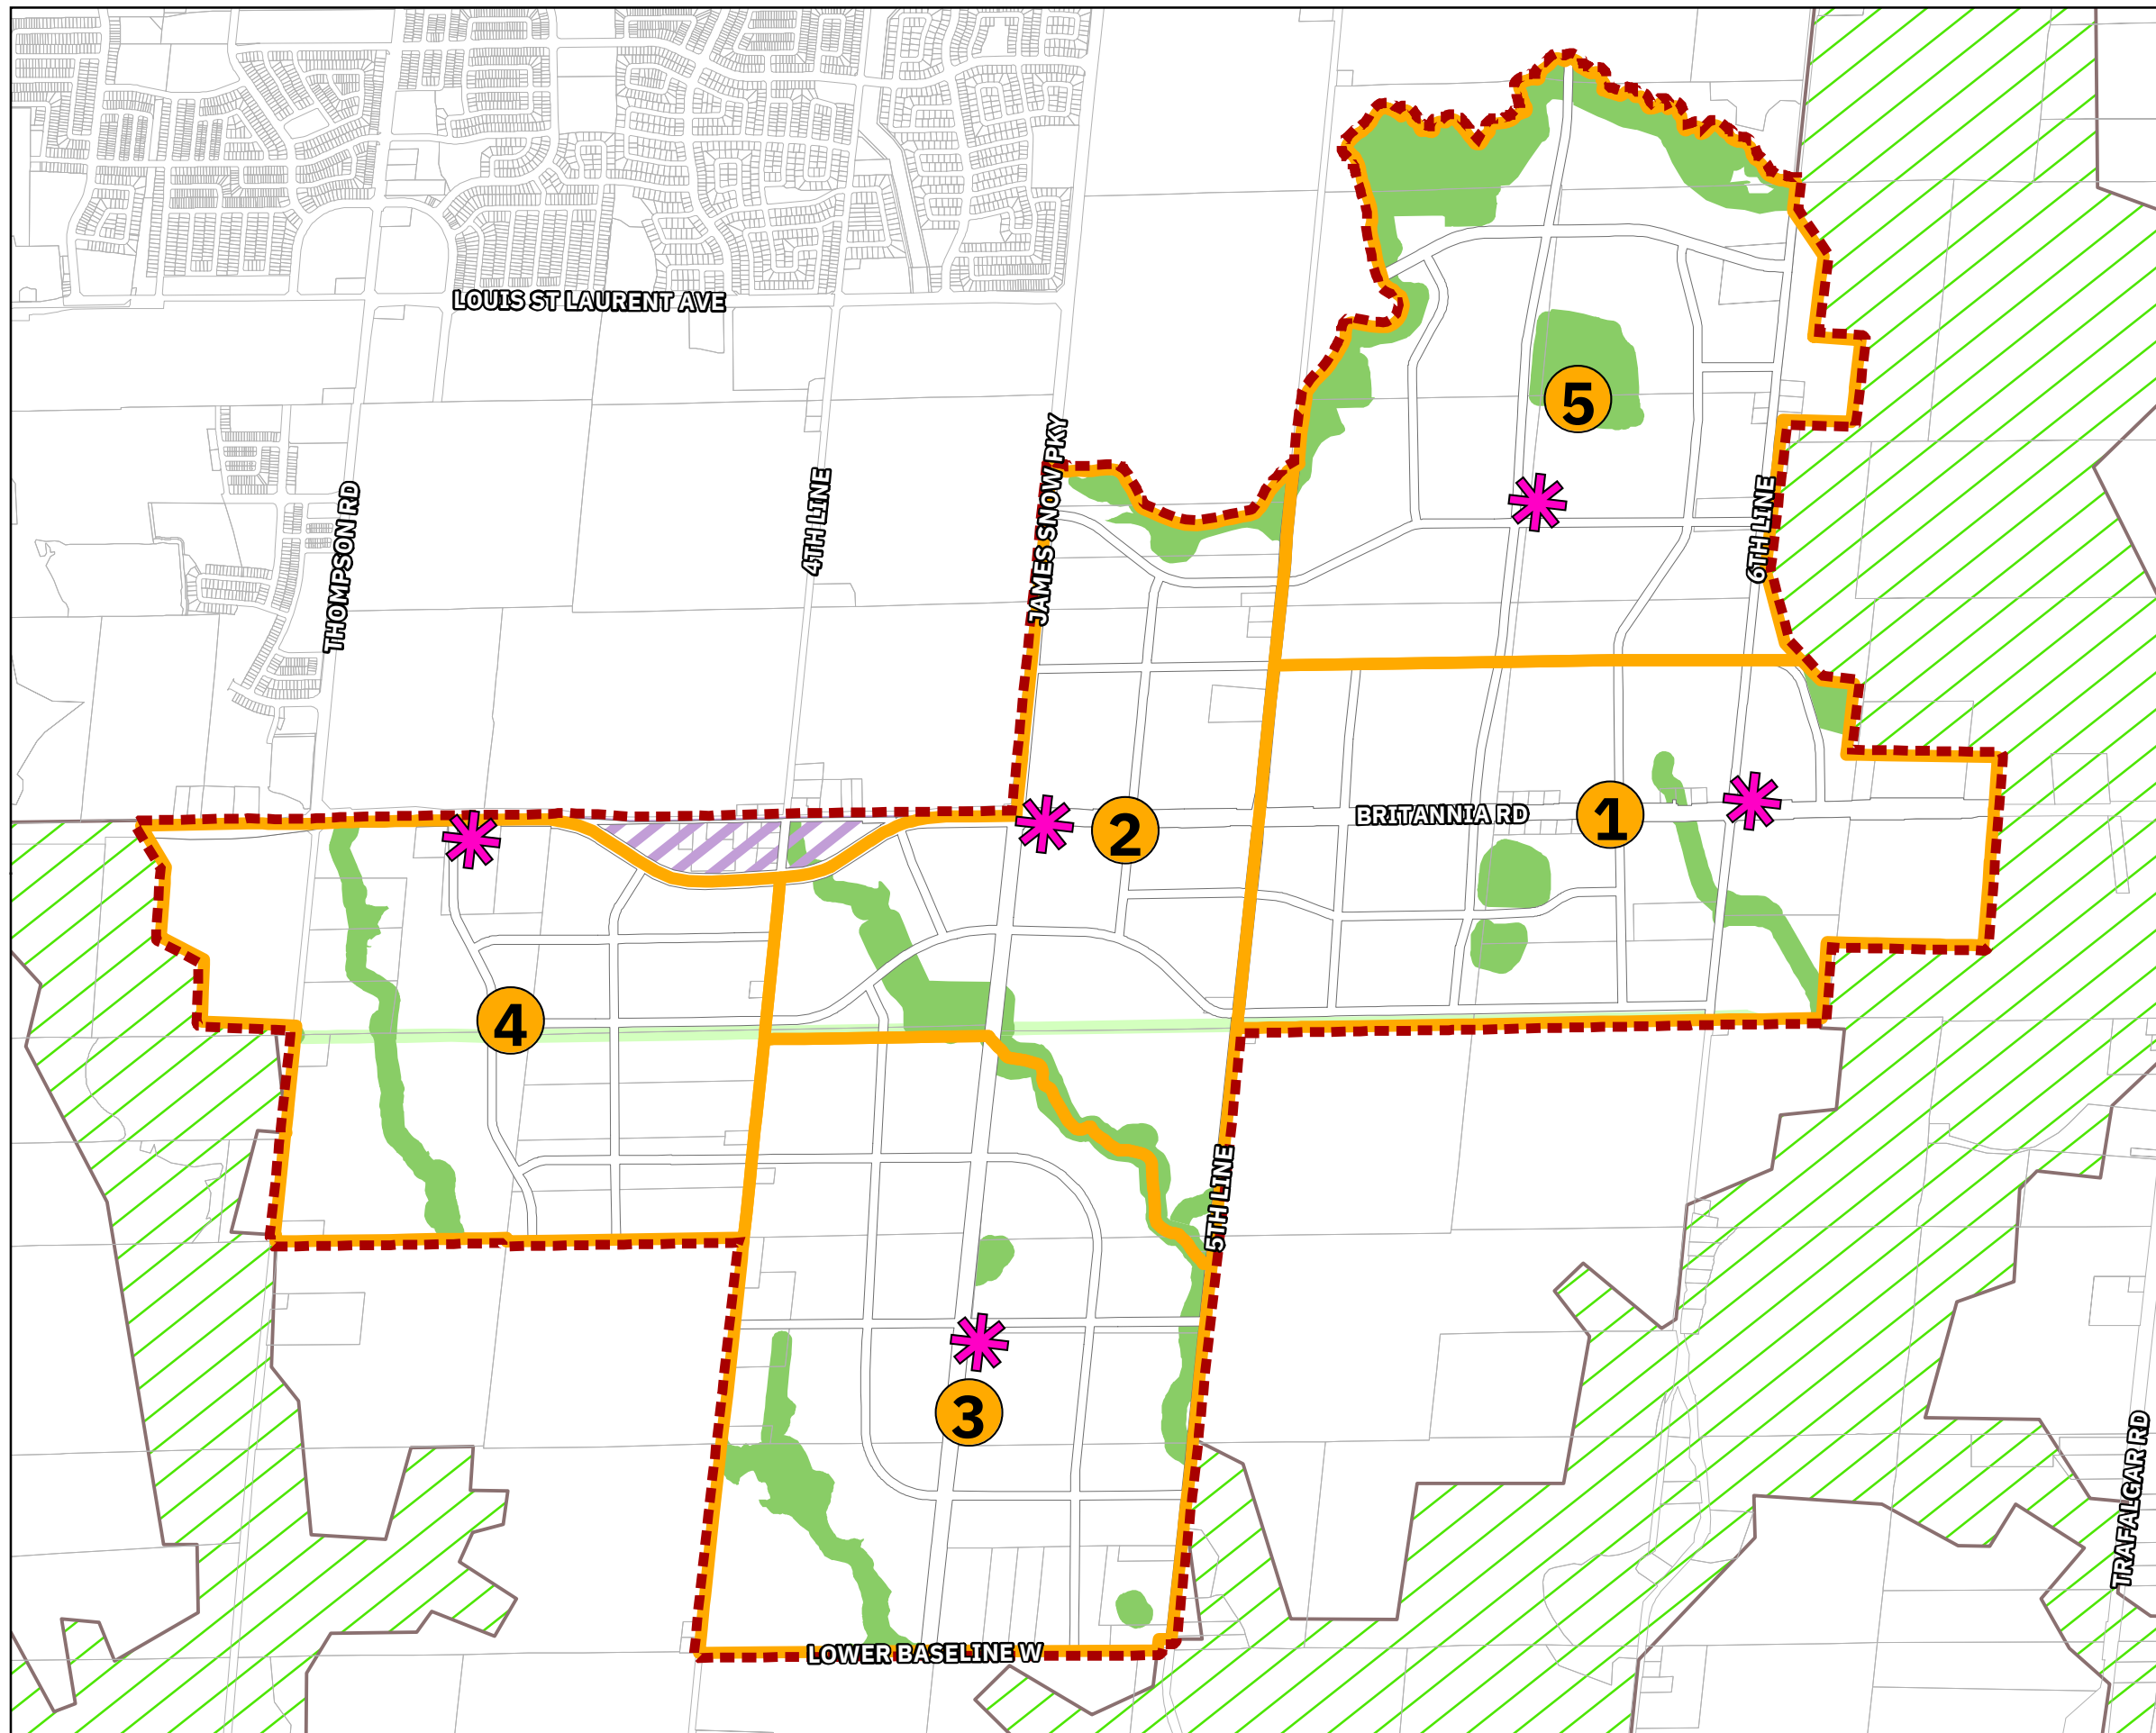 LOUIS ST LAURENT AVE
5
JAMES SNOW PKY
4TH LINE
THOMPSON RD
6TH LINE
BRITANNIA RD
1
2
4
5TH LINE
3
TRAFALGAR RD
LOWER BASELINE W